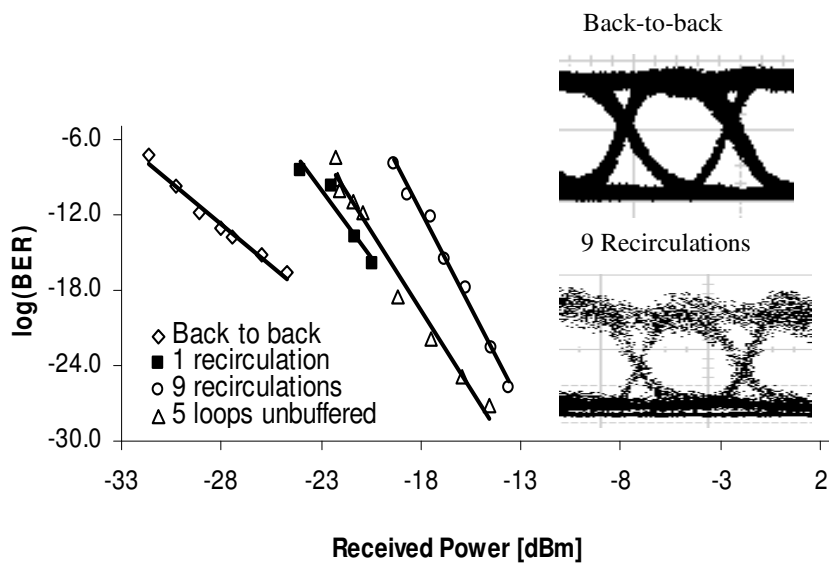 Back-to-back
-6.0
-12.0
-18.0
-24.0
-30.0
log(BER)
Back to back
1 recirculation
9 recirculations
5 loops unbuffered
9 Recirculations
-33 -28 -23 -18 -13 -8 -3 2
Received Power [dBm]